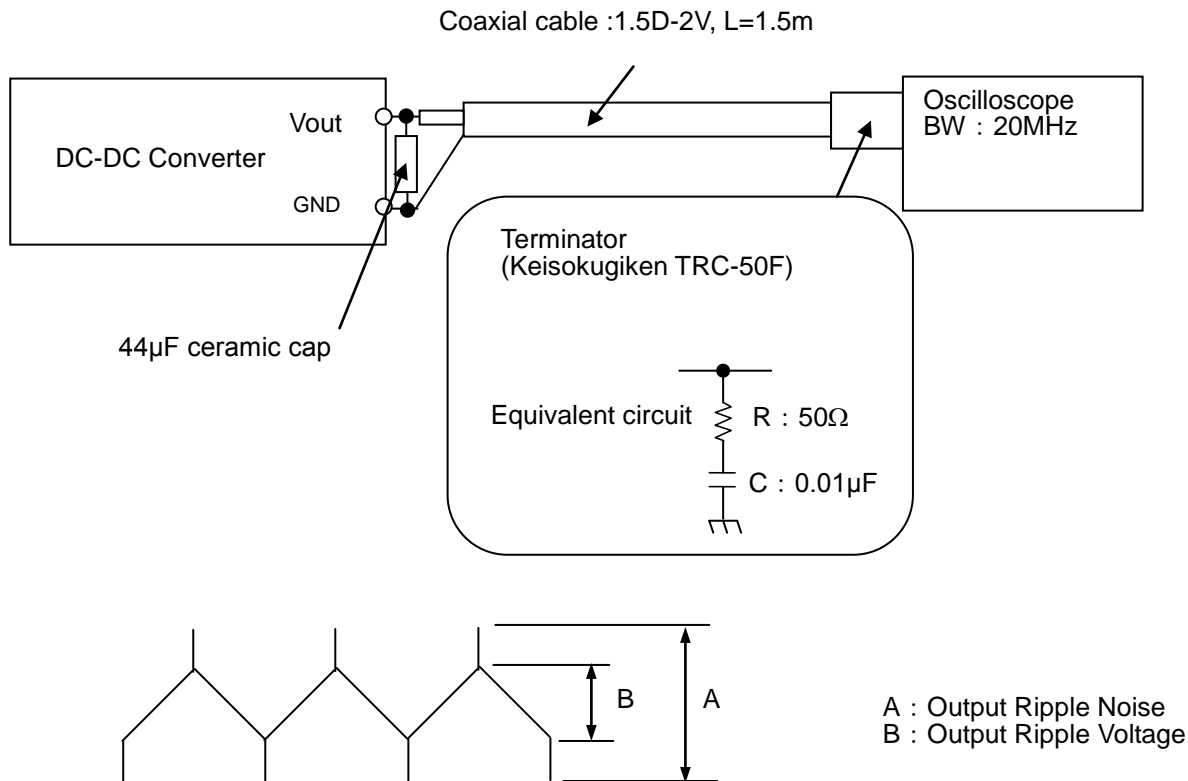 Coaxial cable :1.5D-2V, L=1.5m
Vout
DC-DC Converter
GND
Oscilloscope
BW : 20MHz
Terminator
(Keisokugiken TRC-50F)
44µF ceramic cap
Equivalent circuit
R : 50Ω
C : 0.01µF
B
A
A : Output Ripple Noise
B : Output Ripple Voltage